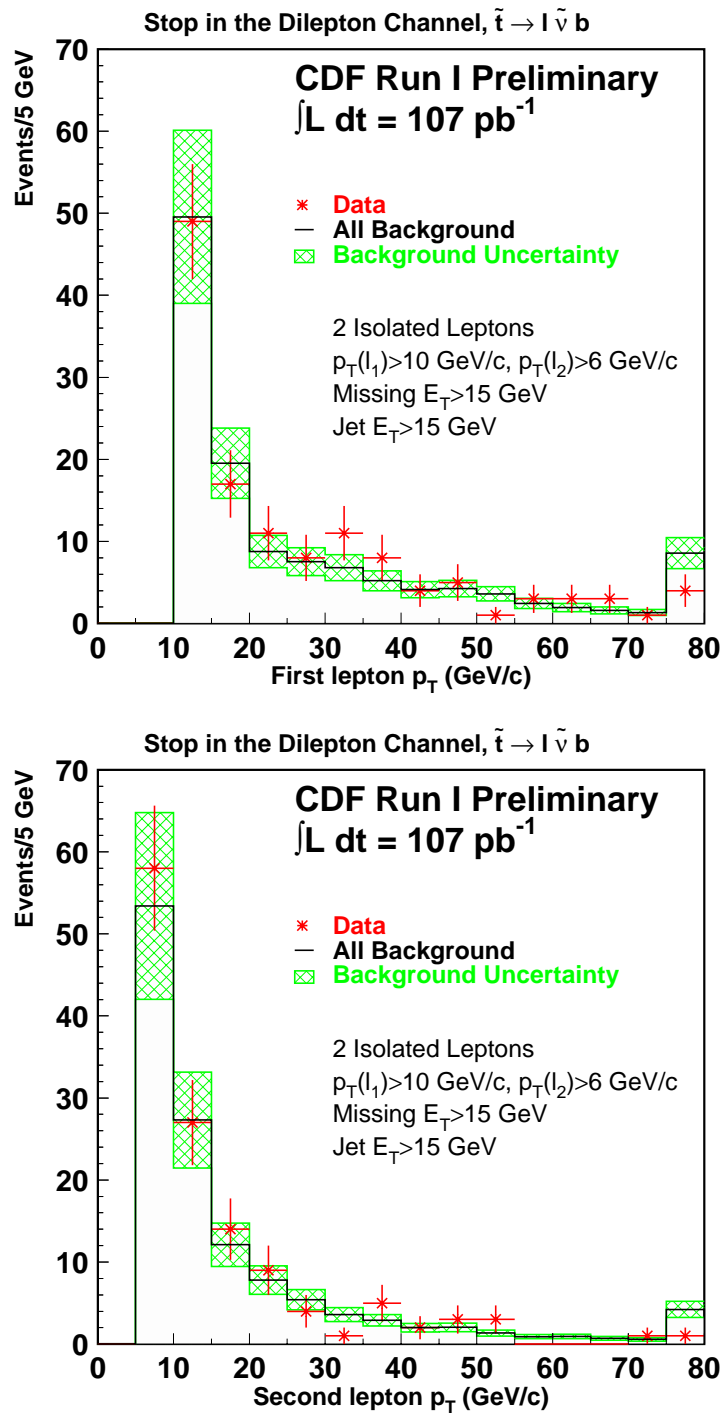 Stop in the Dilepton Channel, t̃ → l ν̃ b
CDF Run I Preliminary
∫L dt = 107 pb⁻¹
Events/5 GeV
70
60
50
40
30
20
10
0
Data
All Background
Background Uncertainty
2 Isolated Leptons
p_T(l₁)>10 GeV/c, p_T(l₂)>6 GeV/c
Missing E_T>15 GeV
Jet E_T>15 GeV
0 10 20 30 40 50 60 70 80
First lepton p_T (GeV/c)
Stop in the Dilepton Channel, t̃ → l ν̃ b
CDF Run I Preliminary
∫L dt = 107 pb⁻¹
Events/5 GeV
70
60
50
40
30
20
10
0
Data
All Background
Background Uncertainty
2 Isolated Leptons
p_T(l₁)>10 GeV/c, p_T(l₂)>6 GeV/c
Missing E_T>15 GeV
Jet E_T>15 GeV
0 10 20 30 40 50 60 70 80
Second lepton p_T (GeV/c)